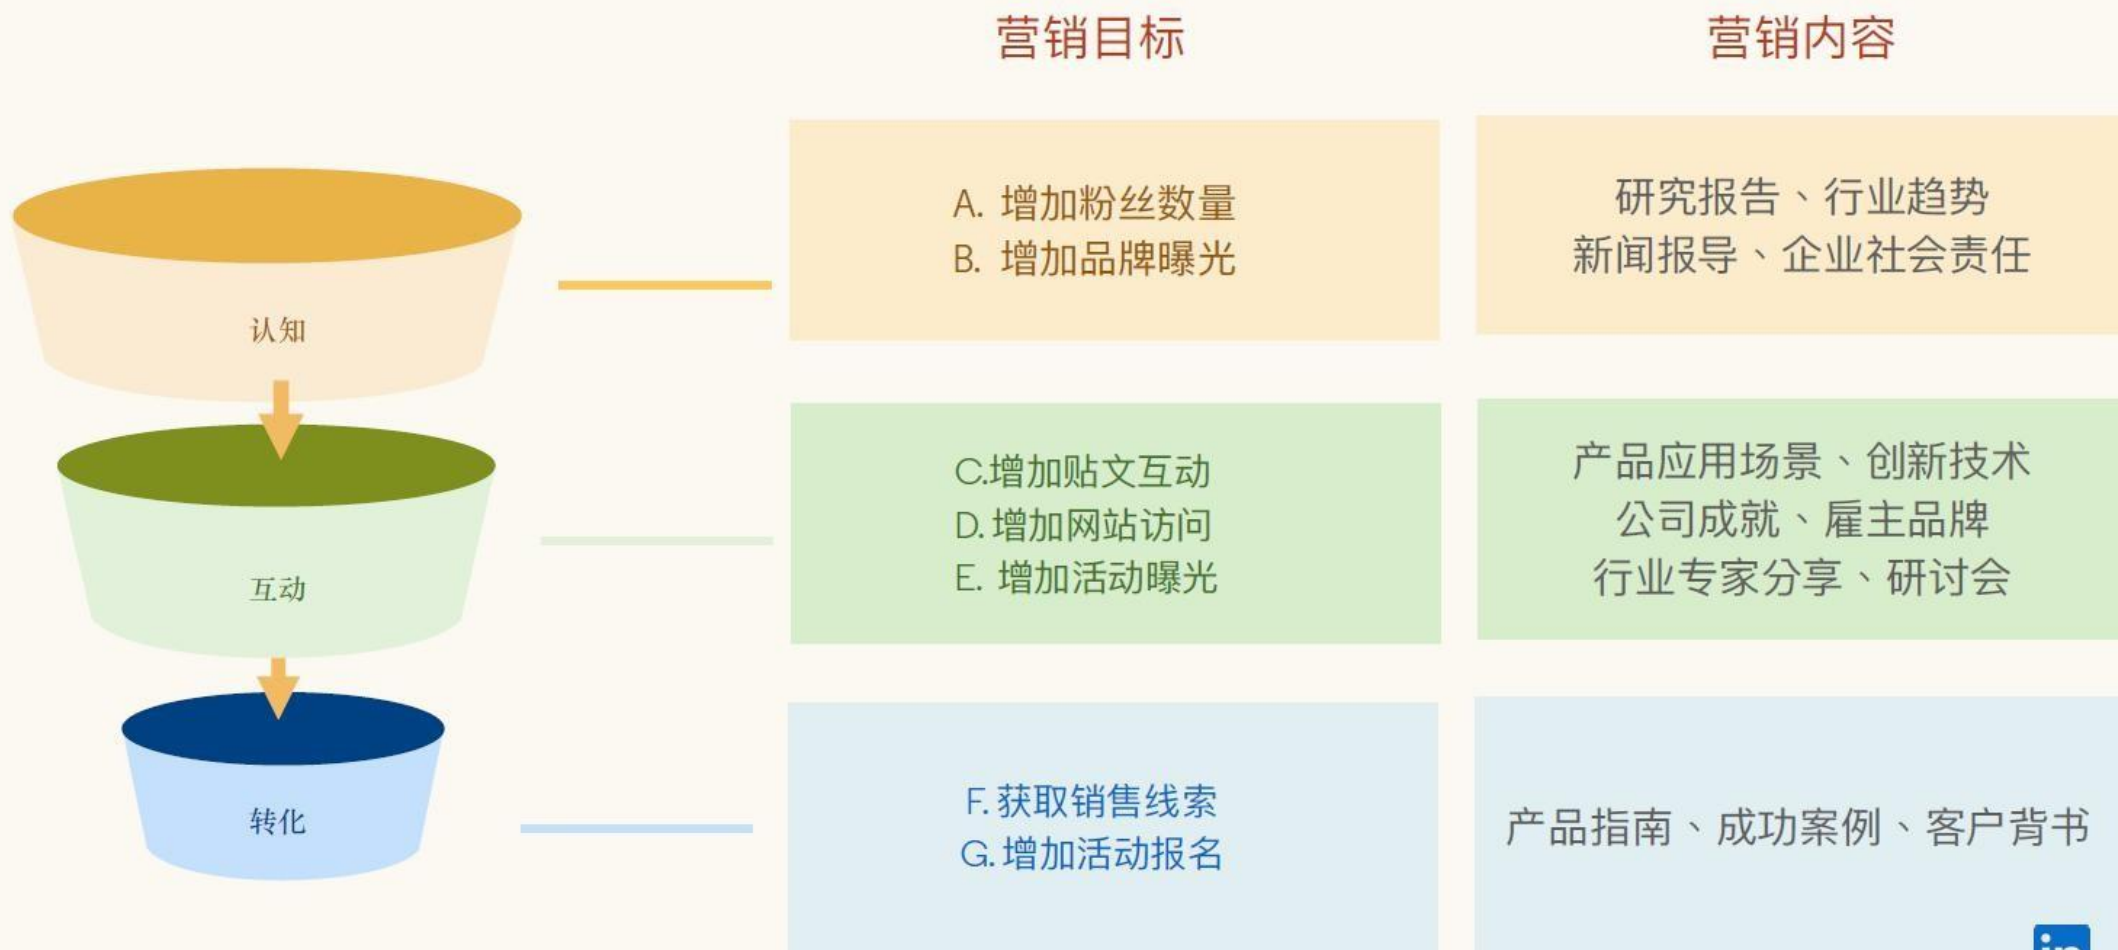 营销目标
营销内容
认知
A. 增加粉丝数量
B. 增加品牌曝光
研究报告、行业趋势
新闻报导、企业社会责任
互动
C.增加贴文互动
D.增加网站访问
E. 增加活动曝光
产品应用场景、创新技术
公司成就、雇主品牌
行业专家分享、研讨会
转化
F.获取销售线索
G.增加活动报名
产品指南、成功案例、客户背书
in